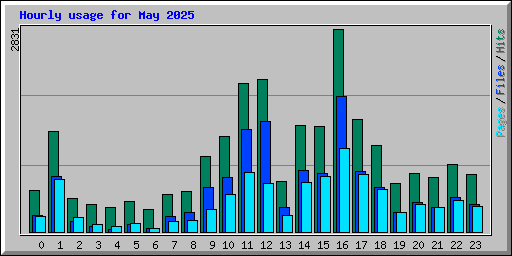 Hourly usage for May 2025
2831
Pages/Files/Hits
0 1 2 3 4 5 6 7 8 9 10 11 12 13 14 15 16 17 18 19 20 21 22 23